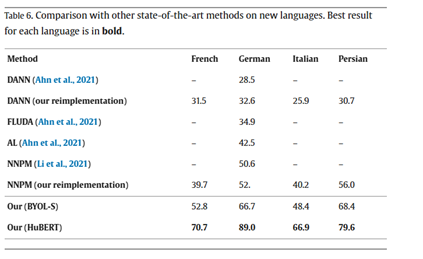 Table 6. Comparison with other state-of-the-art methods on new languages. Best result
for each language is in bold.
Method French German Italian Persian
DANN (Ahn et al., 2021) – 28.5 – –
DANN (our reimplementation) 31.5 32.6 25.9 30.7
FLUDA (Ahn et al., 2021) – 34.9 – –
AL (Ahn et al., 2021) – 42.5 – –
NNPM (Li et al., 2021) – 50.6 – –
NNPM (our reimplementation) 39.7 52. 40.2 56.0
Our (BYOL-S) 52.8 66.7 48.4 68.4
Our (HuBERT) 70.7 89.0 66.9 79.6